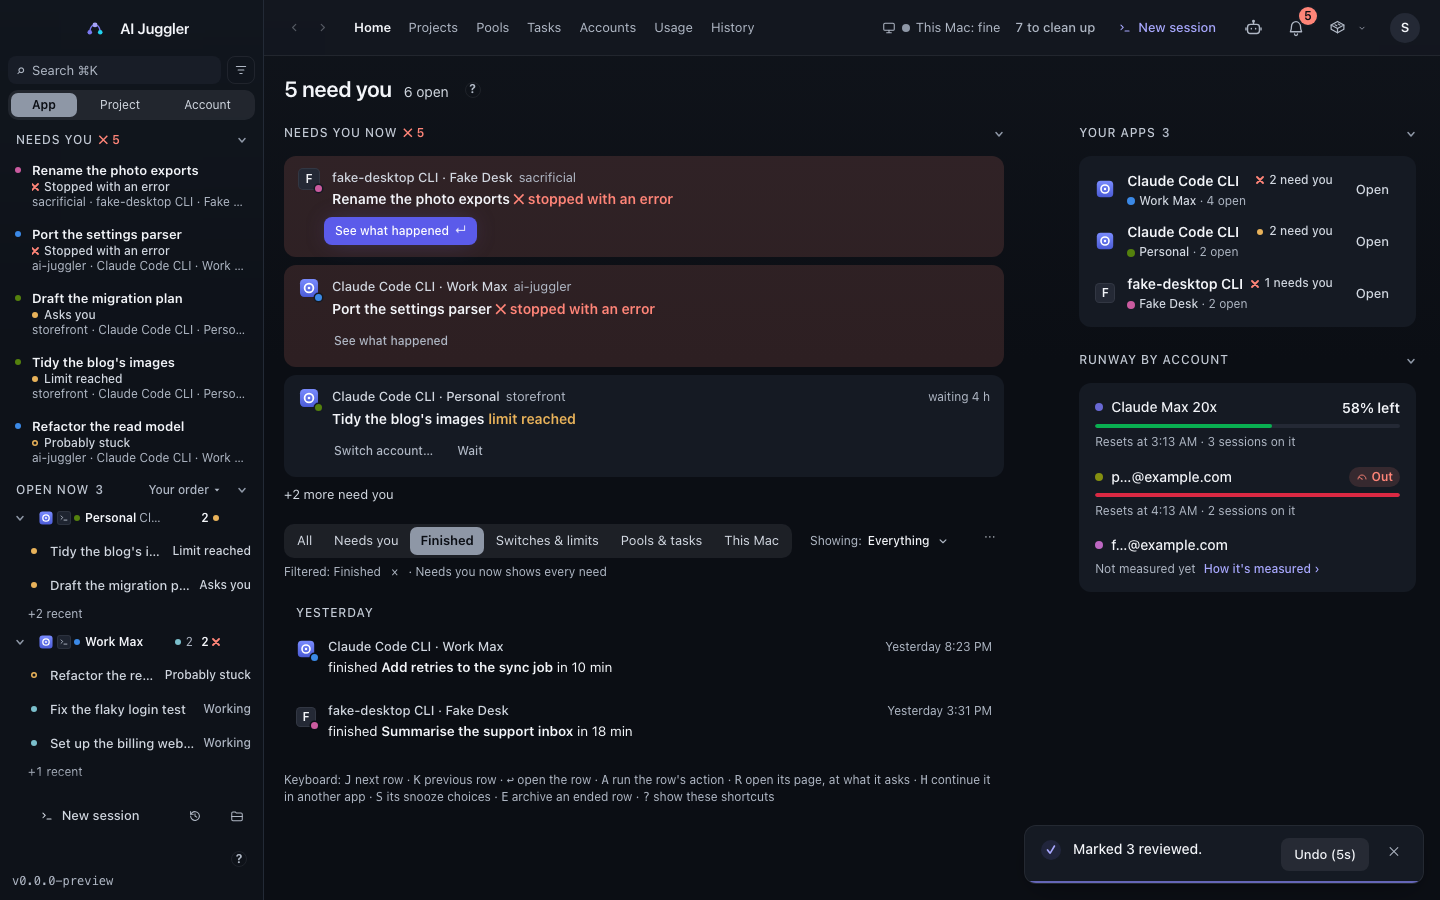 AI Juggler
Search ⌘K
App Project Account
NEEDS YOU 5
Rename the photo exports
Stopped with an error
sacrificial · fake-desktop CLI · Fake ...
Port the settings parser
Stopped with an error
ai-juggler · Claude Code CLI · Work ...
Draft the migration plan
Asks you
storefront · Claude Code CLI · Perso...
Tidy the blog's images
Limit reached
storefront · Claude Code CLI · Perso...
Refactor the read model
Probably stuck
ai-juggler · Claude Code CLI · Work ...
OPEN NOW 3 Your order
Personal Cl... 2
Tidy the blog's i... Limit reached
Draft the migration p... Asks you
+2 recent
Work Max 2 2
Refactor the re... Probably stuck
Fix the flaky login test Working
Set up the billing web... Working
+1 recent
New session
?
v0.0.0-preview
Home Projects Pools Tasks Accounts Usage History
This Mac: fine 7 to clean up New session 5 S
5 need you 6 open ?
NEEDS YOU NOW 5
F fake-desktop CLI · Fake Desk sacrificial
Rename the photo exports stopped with an error
See what happened ↵
Claude Code CLI · Work Max ai-juggler
Port the settings parser stopped with an error
See what happened
Claude Code CLI · Personal storefront waiting 4 h
Tidy the blog's images limit reached
Switch account... Wait
+2 more need you
All Needs you Finished Switches & limits Pools & tasks This Mac Showing: Everything ...
Filtered: Finished × · Needs you now shows every need
YESTERDAY
Claude Code CLI · Work Max Yesterday 8:23 PM
finished Add retries to the sync job in 10 min
F fake-desktop CLI · Fake Desk Yesterday 3:31 PM
finished Summarise the support inbox in 18 min
Keyboard: J next row · K previous row · ↩ open the row · A run the row's action · R open its page, at what it asks · H continue it
in another app · S its snooze choices · E archive an ended row · ? show these shortcuts
YOUR APPS 3
Claude Code CLI 2 need you Open
Work Max · 4 open
Claude Code CLI 2 need you Open
Personal · 2 open
F fake-desktop CLI 1 needs you Open
Fake Desk · 2 open
RUNWAY BY ACCOUNT
Claude Max 20x 58% left
Resets at 3:13 AM · 3 sessions on it
p...@example.com Out
Resets at 4:13 AM · 2 sessions on it
f...@example.com
Not measured yet How it's measured ›
Marked 3 reviewed. Undo (5s)